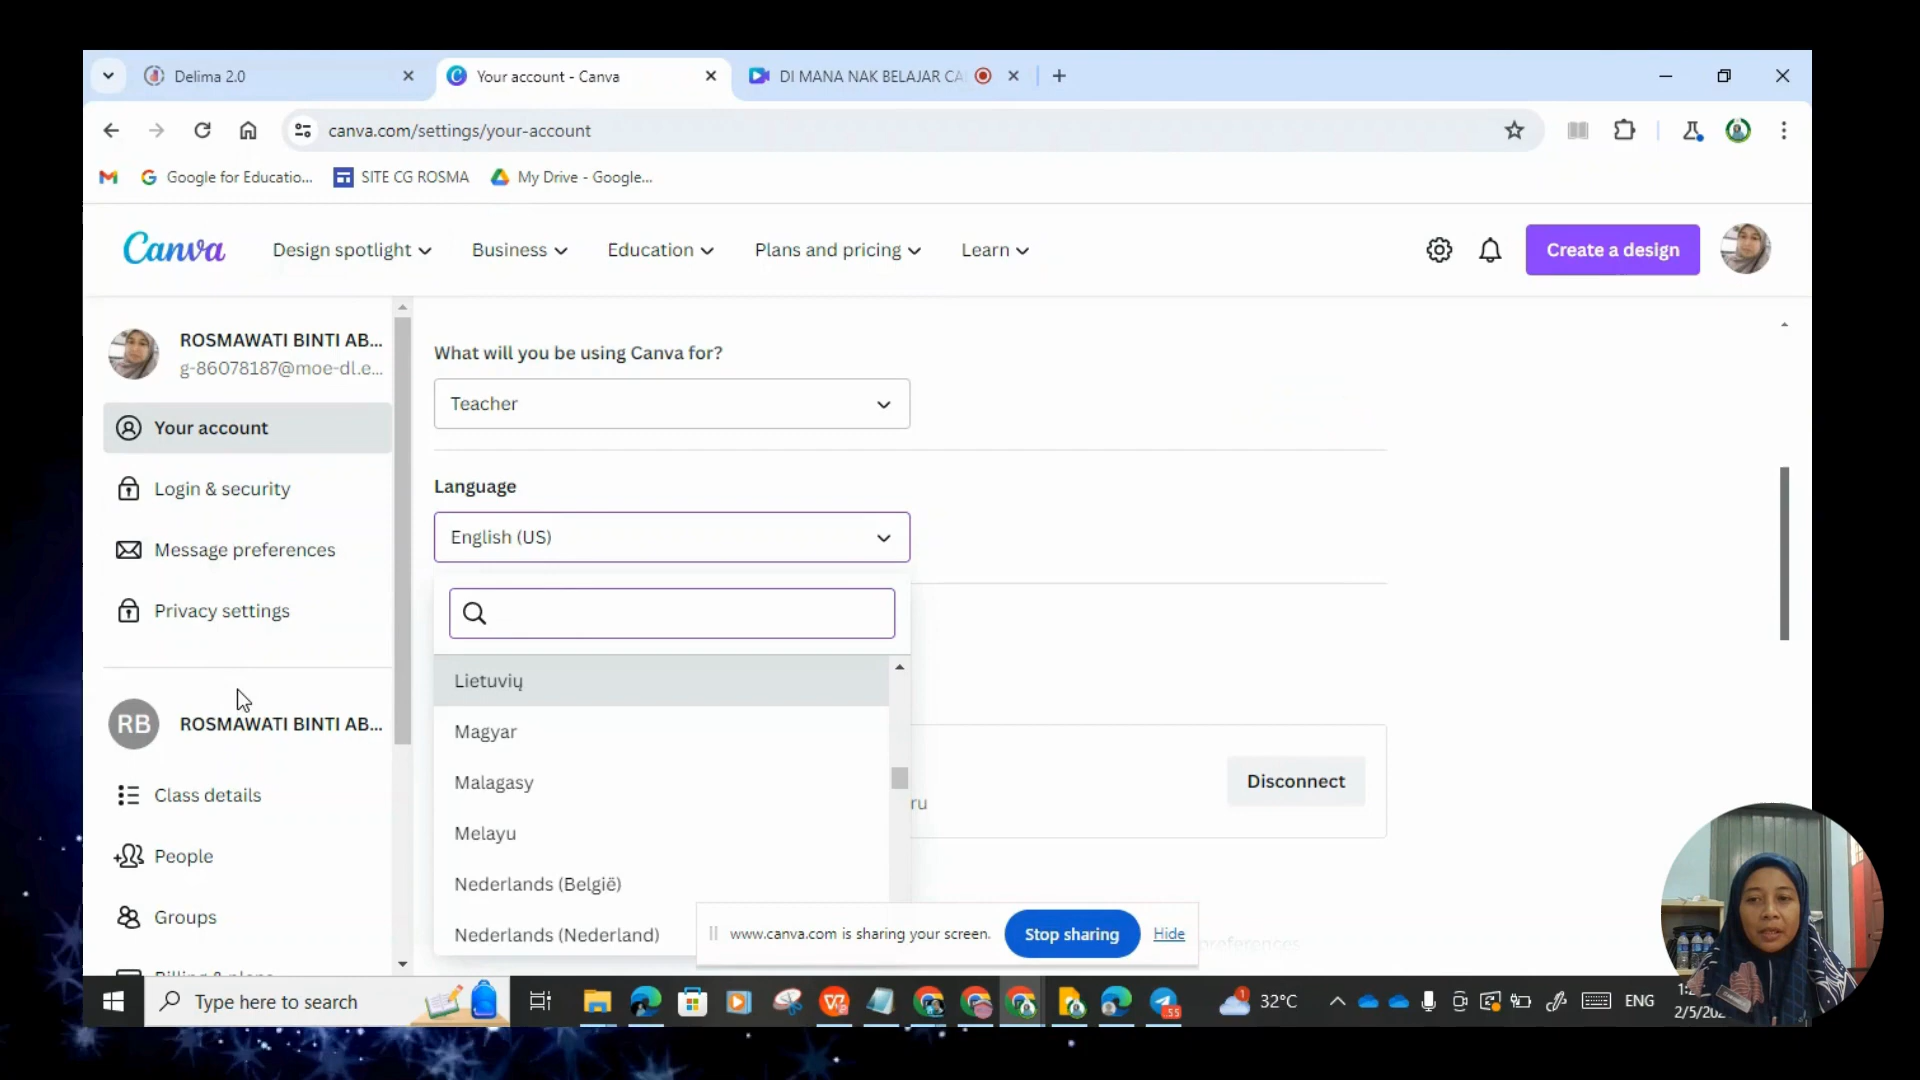 Delima 2.0
Your account - Canva
DI MANA NAK BELAJAR CA
canva.com/settings/your-account
Google for Educatio...
SITE CG ROSMA
My Drive - Google...
Canva
Design spotlight
Business
Education
Plans and pricing
Learn
Create a design
ROSMAWATI BINTI AB...
g-86078187@moe-dl.e...
Your account
Login & security
Message preferences
Privacy settings
RB
ROSMAWATI BINTI AB...
Class details
People
Groups
Billing & plans
What will you be using Canva for?
Teacher
Language
English (US)
Lietuvių
Magyar
Malagasy
Melayu
Nederlands (België)
Nederlands (Nederland)
ru
Disconnect
preferences
www.canva.com is sharing your screen.
Stop sharing
Hide
Type here to search
55
1
32°C
ENG